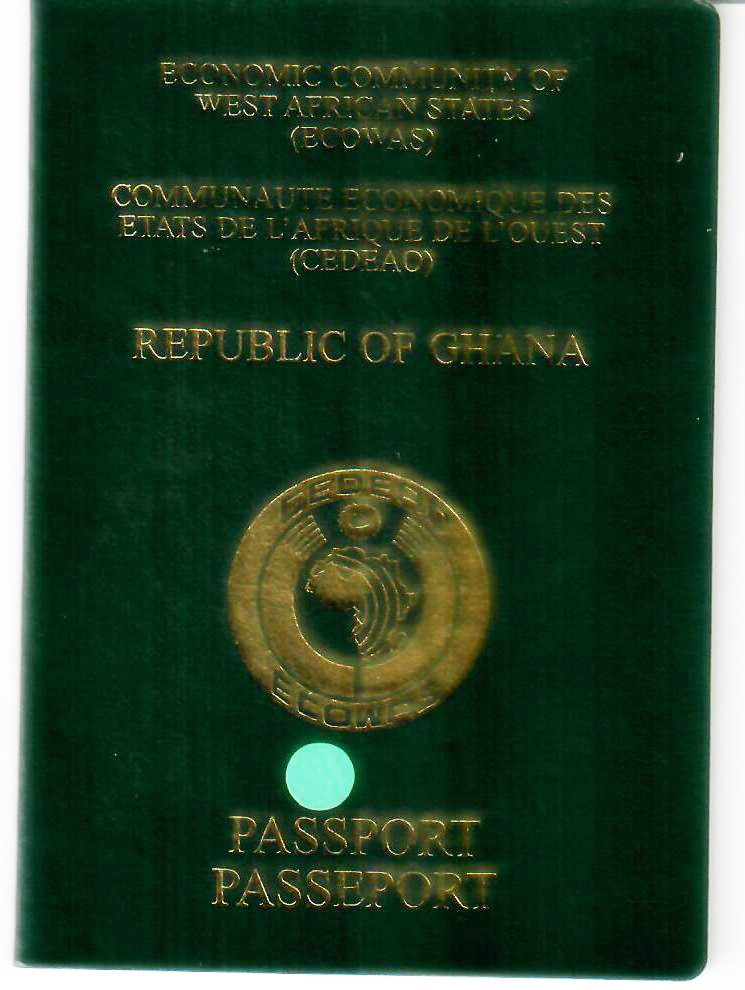 ECONOMIC COMMUNITY OF
WEST AFRICAN STATES
(ECOWAS)
COMMUNAUTE ECONOMIQUE DES
ETATS DE L'AFRIQUE DE L'OUEST
(CEDEAO)
REPUBLIC OF GHANA
CEDEAO
ECOWAS
PASSPORT
PASSEPORT